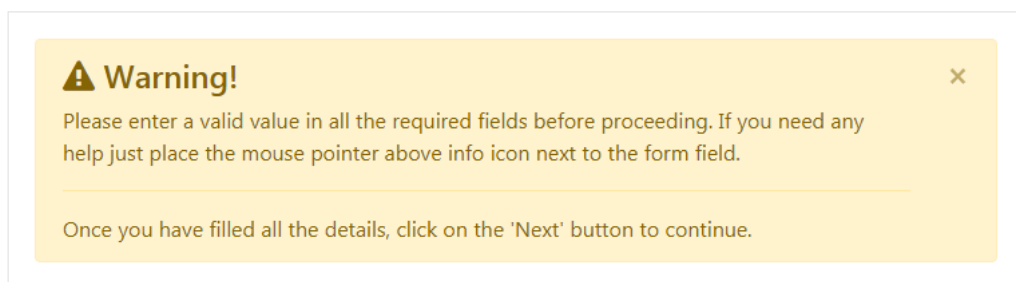 Warning!
Please enter a valid value in all the required fields before proceeding. If you need any
help just place the mouse pointer above info icon next to the form field.
Once you have filled all the details, click on the 'Next' button to continue.